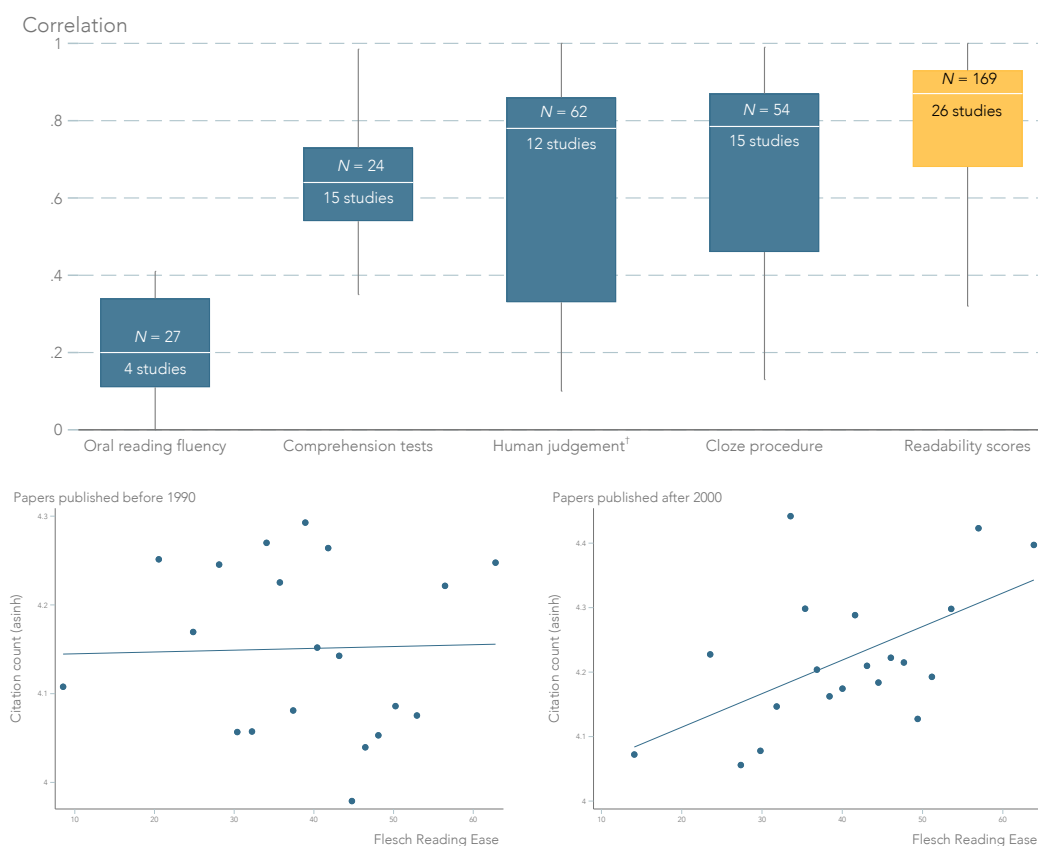 Correlation
1
N = 169
N = 62
N = 54
26 studies
.8
12 studies
15 studies
N = 24
.6
15 studies
.4
N = 27
.2
4 studies
0
Oral reading fluency Comprehension tests Human judgement† Cloze procedure Readability scores
Papers published before 1990
4.3
4.2
4.1
4
Citation count (asinh)
10 20 30 40 50 60
Flesch Reading Ease
Papers published after 2000
4.4
4.3
4.2
4.1
4
Citation count (asinh)
10 20 30 40 50 60
Flesch Reading Ease